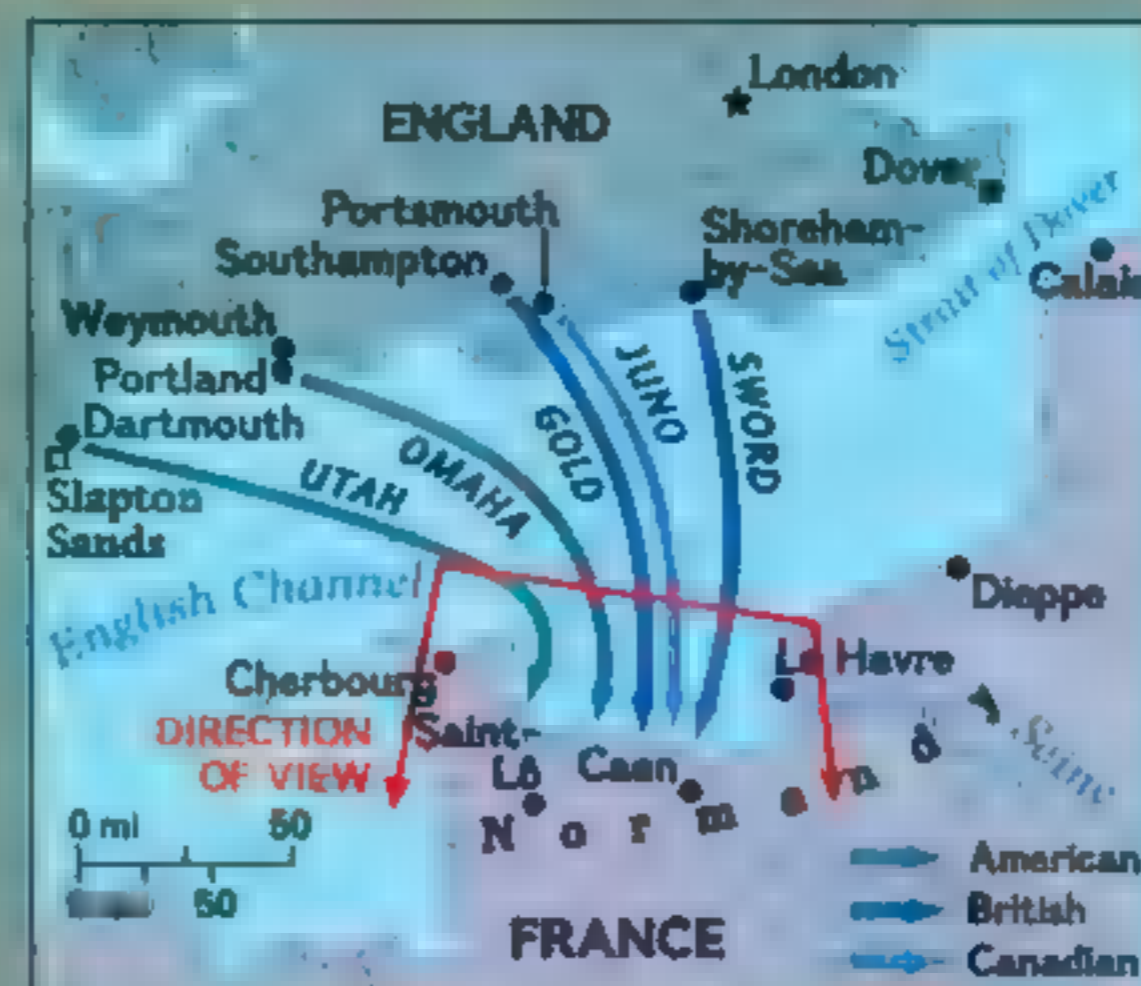 London
ENGLAND
Dover
Portsmouth
Shoreham-
by-Sea
Southampton
Strait of Dover
Calais
Weymouth
Portland
Dartmouth
JUNO
SWORD
GOLD
OMAHA
UTAH
Slapton
Sands
English Channel
Dieppe
Cherbourg
Le Havre
DIRECTION
OF VIEW
Saint-
Lô
Caen
Seine
Normandy
0 mi 50
50
American
British
Canadian
FRANCE